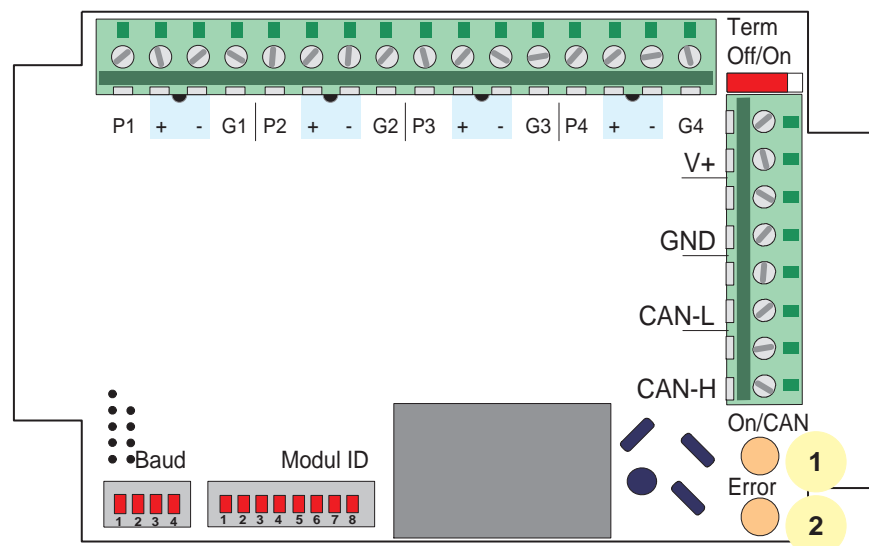 Term
Off/On
P1 + - G1 P2 + - G2 P3 + - G3 P4 + - G4
V+
GND
CAN-L
CAN-H
On/CAN
1
Baud Modul ID
Error
1 2 3 4 1 2 3 4 5 6 7 8
2